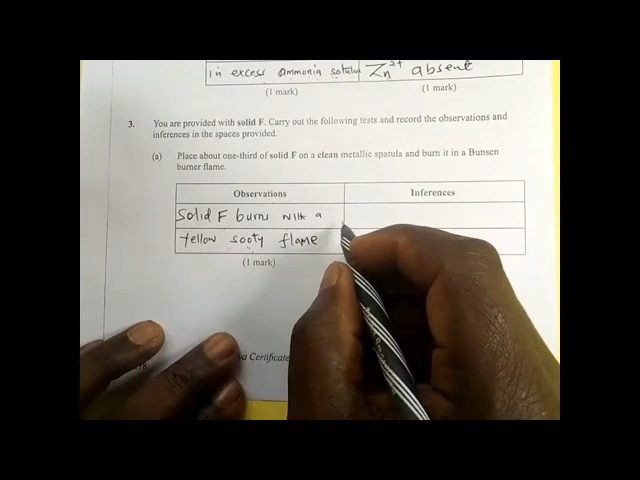 in excess ammonia sotuluo
Zn2+ absent
(1 mark)
(1 mark)
3. You are provided with solid F. Carry out the following tests and record the observations and
inferences in the spaces provided.
(a) Place about one-third of solid F on a clean metallic spatula and burn it in a Bunsen
burner flame.
Observations
Inferences
Solid F burns with a
Yellow sooty flame
(1 mark)
Certificate